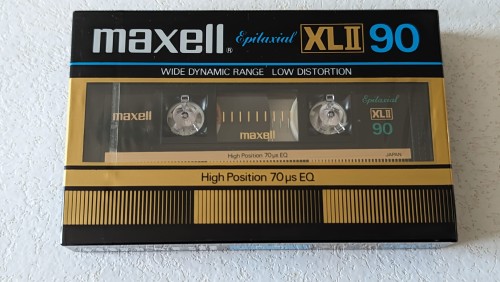 maxell® Epitaxial XLII 90
WIDE DYNAMIC RANGE LOW DISTORTION
maxell
maxell
Epitaxial
XLII
90
High Position 70µs EQ
JAPAN
High Position 70µs EQ